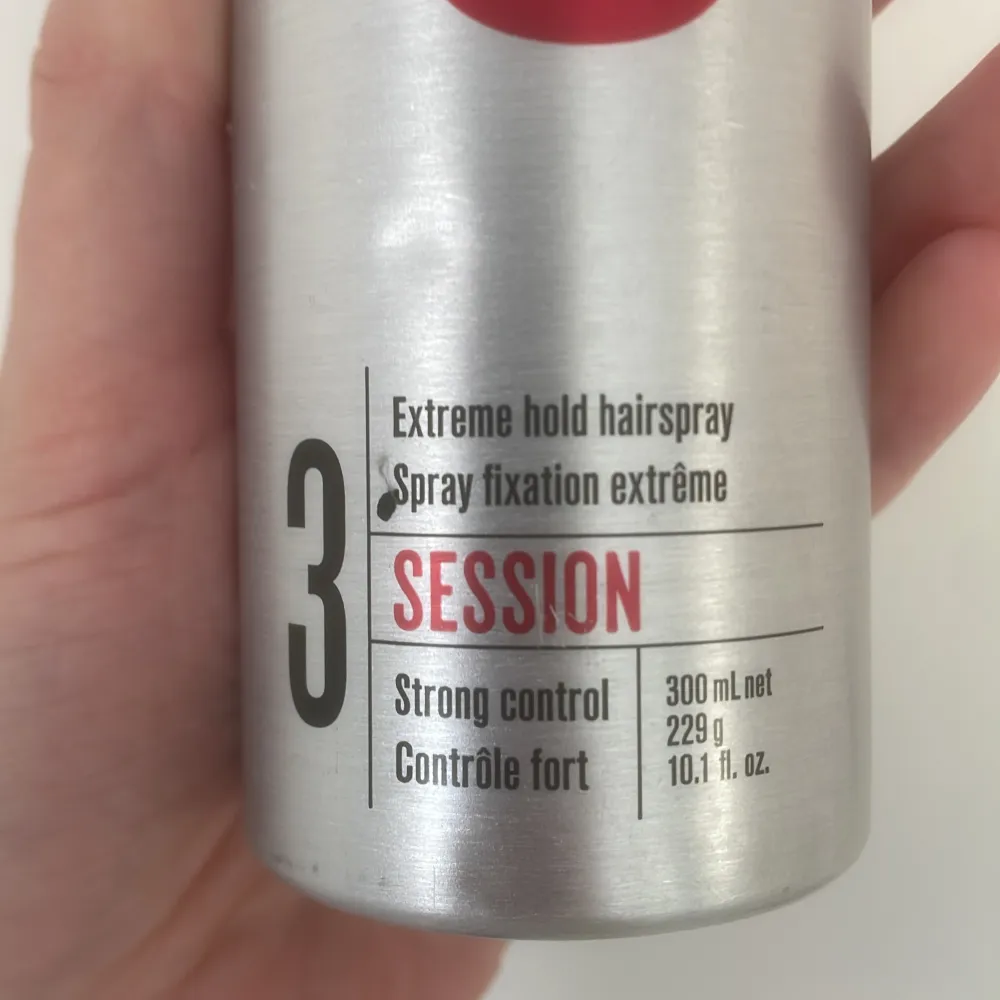 3
Extreme hold hairspray
Spray fixation extrême
SESSION
Strong control
Contrôle fort
300 mL net
229 g
10.1 fl. oz.